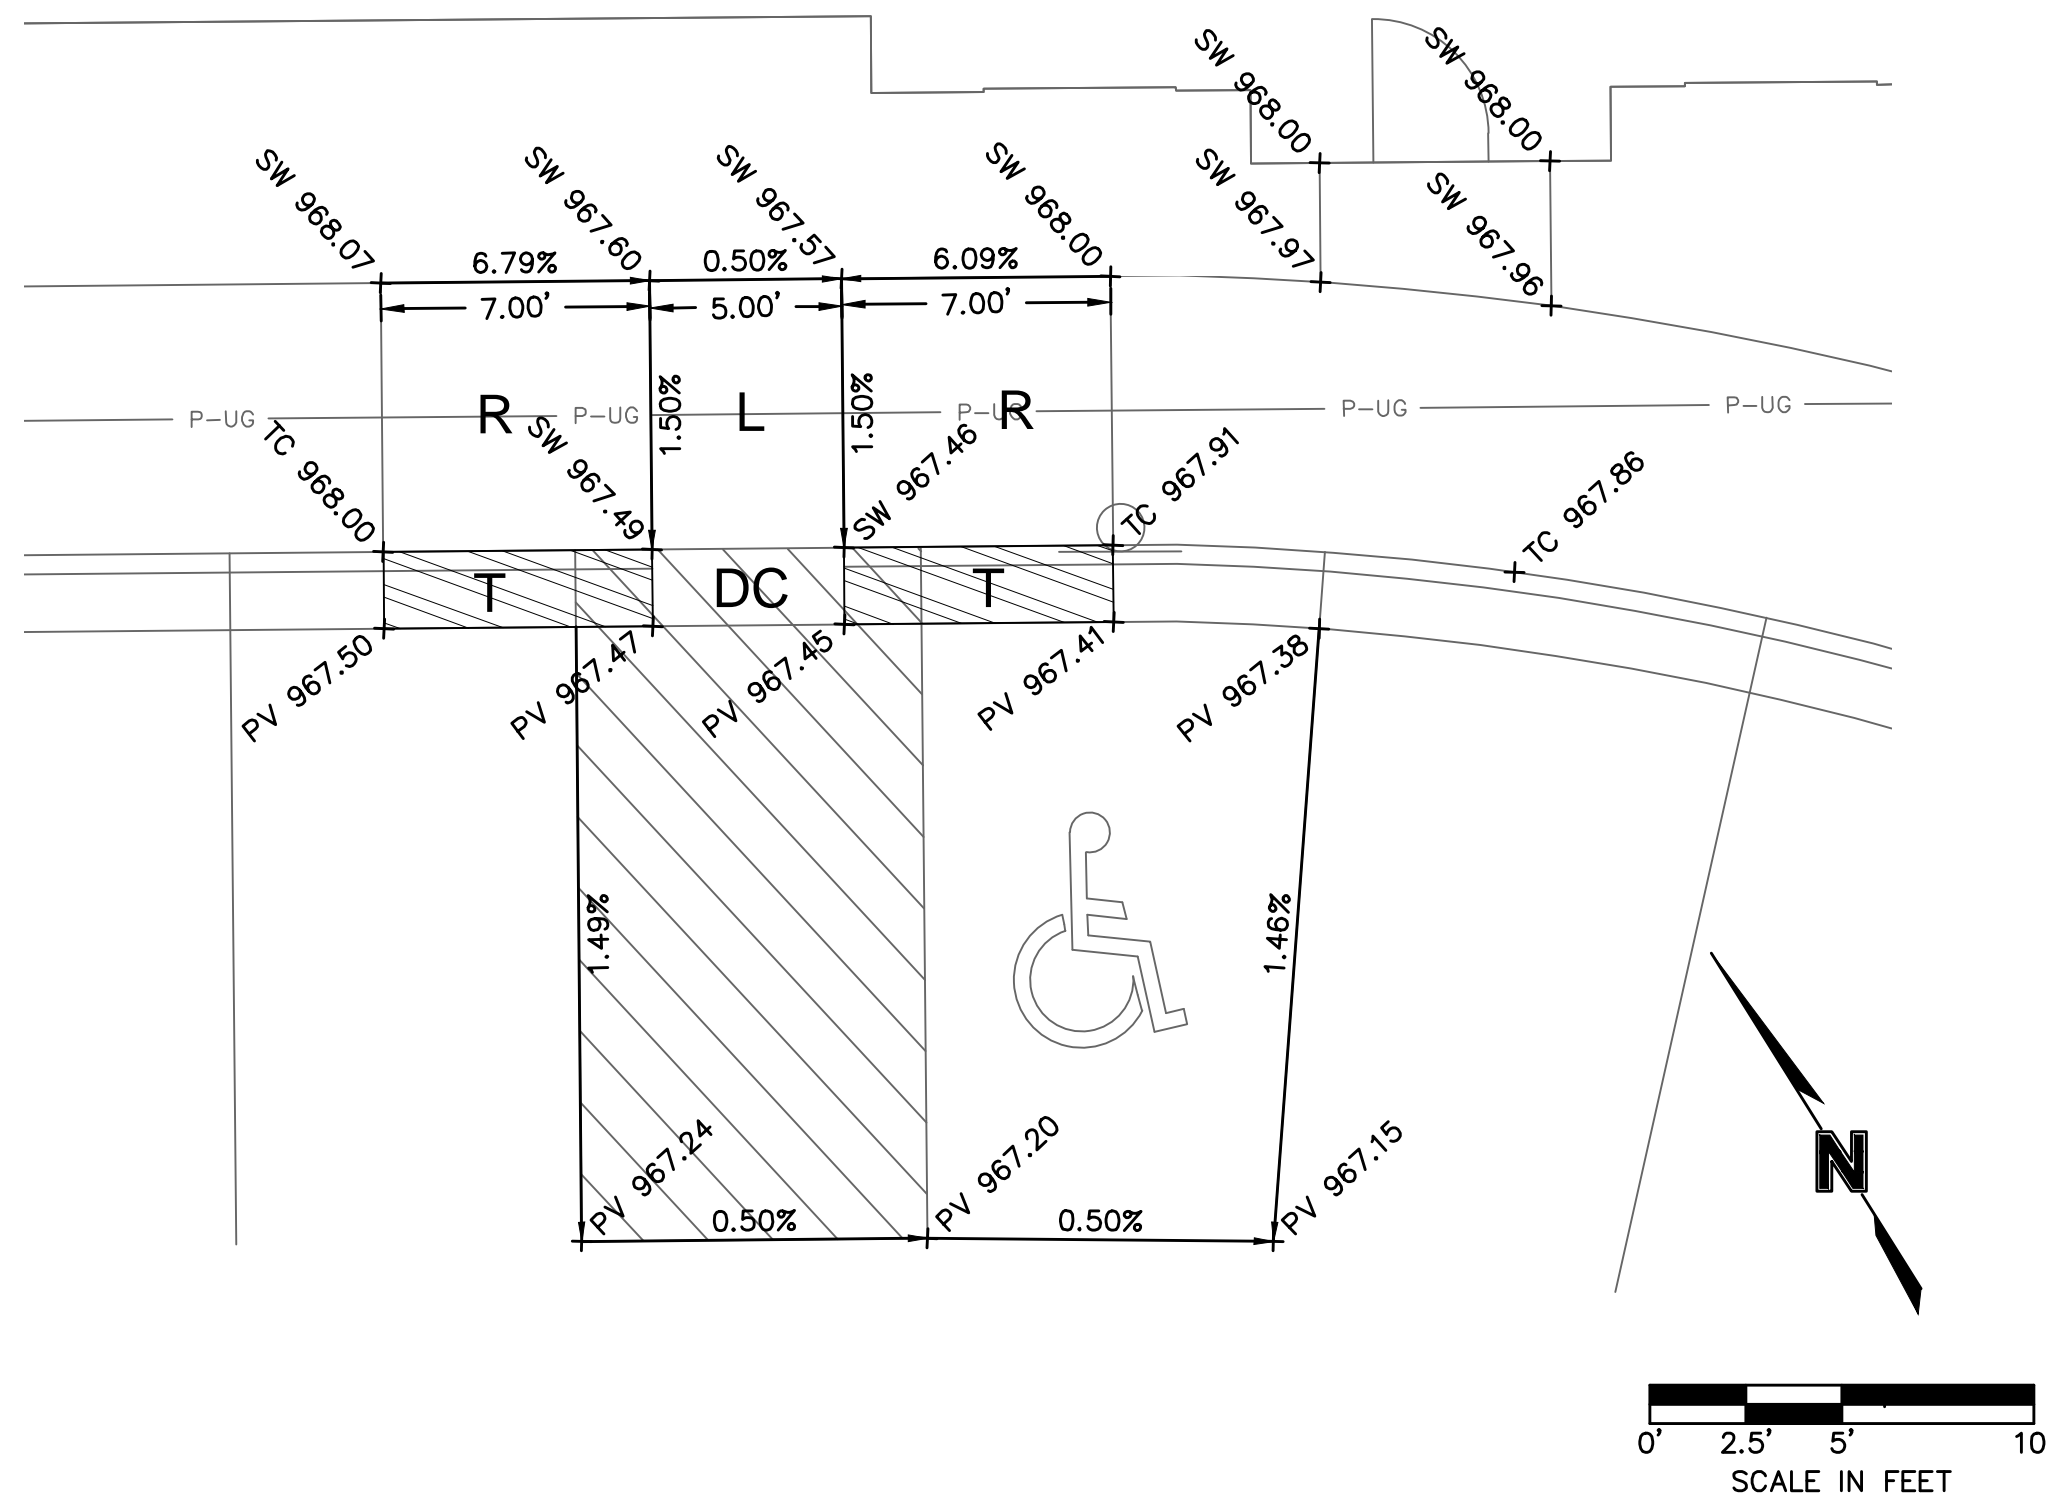 SW 968.00
SW 968.00
SW 968.07
SW 967.60
SW 967.57
SW 968.00
SW 967.97
SW 967.96
6.79%
0.50%
6.09%
7.00'
5.00'
7.00'
R
1.50%
L
1.50%
R
P-UG
P-UG
P-UG
P-UG
P-UG
TC 968.00
SW 967.49
SW 967.46
TC 967.91
TC 967.86
T
DC
T
PV 967.50
PV 967.47
PV 967.45
PV 967.41
PV 967.38
1.49%
1.46%
PV 967.24
PV 967.20
PV 967.15
0.50%
0.50%
N
0' 2.5' 5' 10
SCALE IN FEET